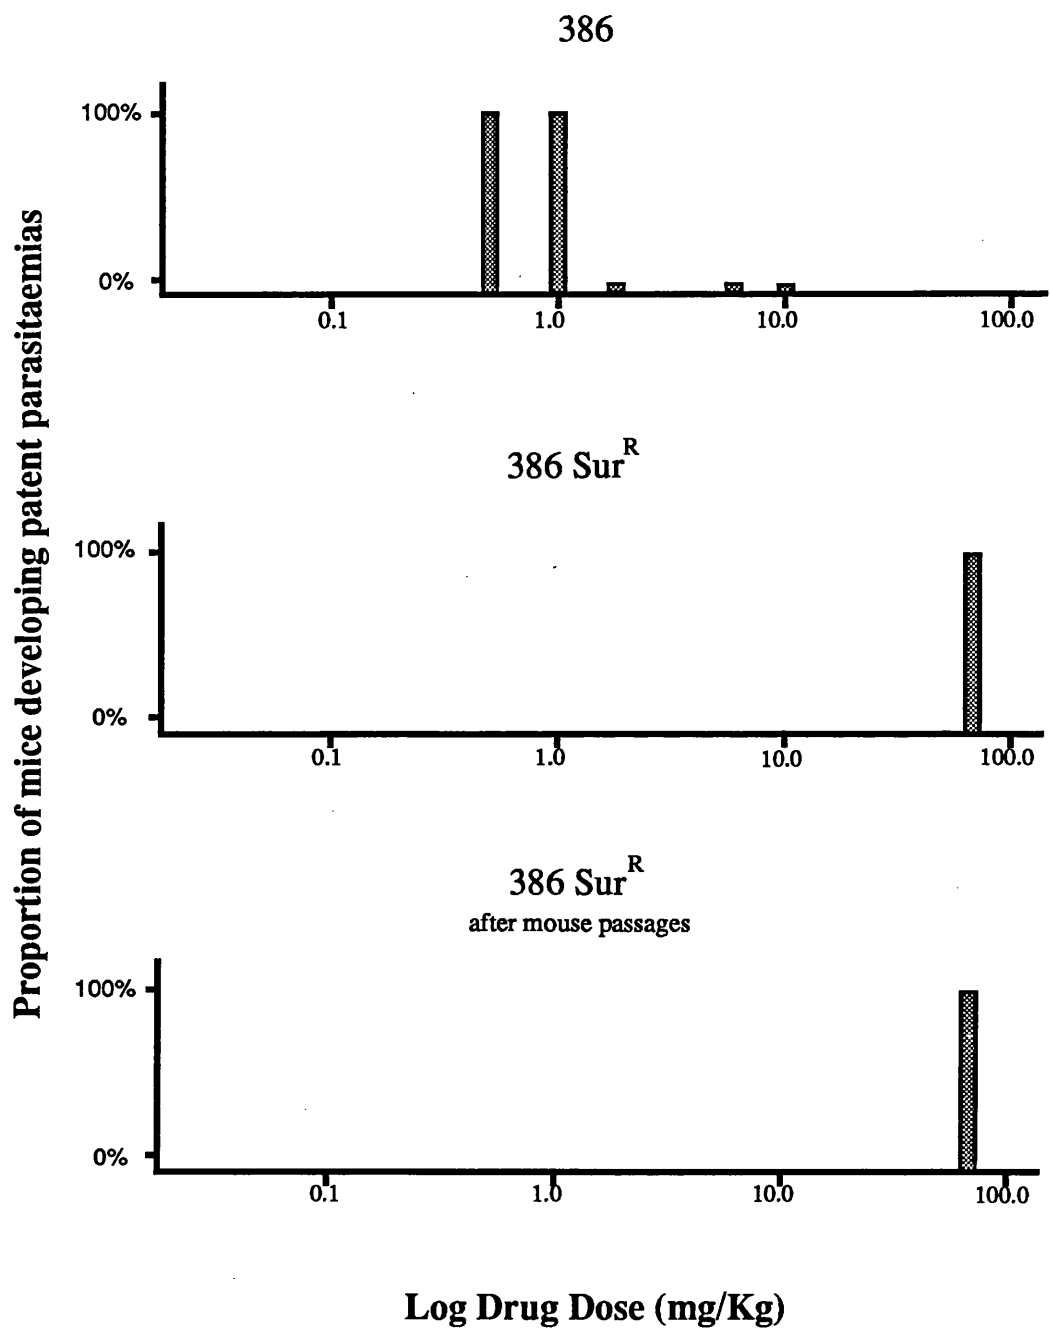 386
100%
0%
0.1 1.0 10.0 100.0
386 Sur^R
100%
0%
0.1 1.0 10.0 100.0
386 Sur^R
after mouse passages
100%
0%
0.1 1.0 10.0 100.0
Proportion of mice developing patent parasitaemias
Log Drug Dose (mg/Kg)